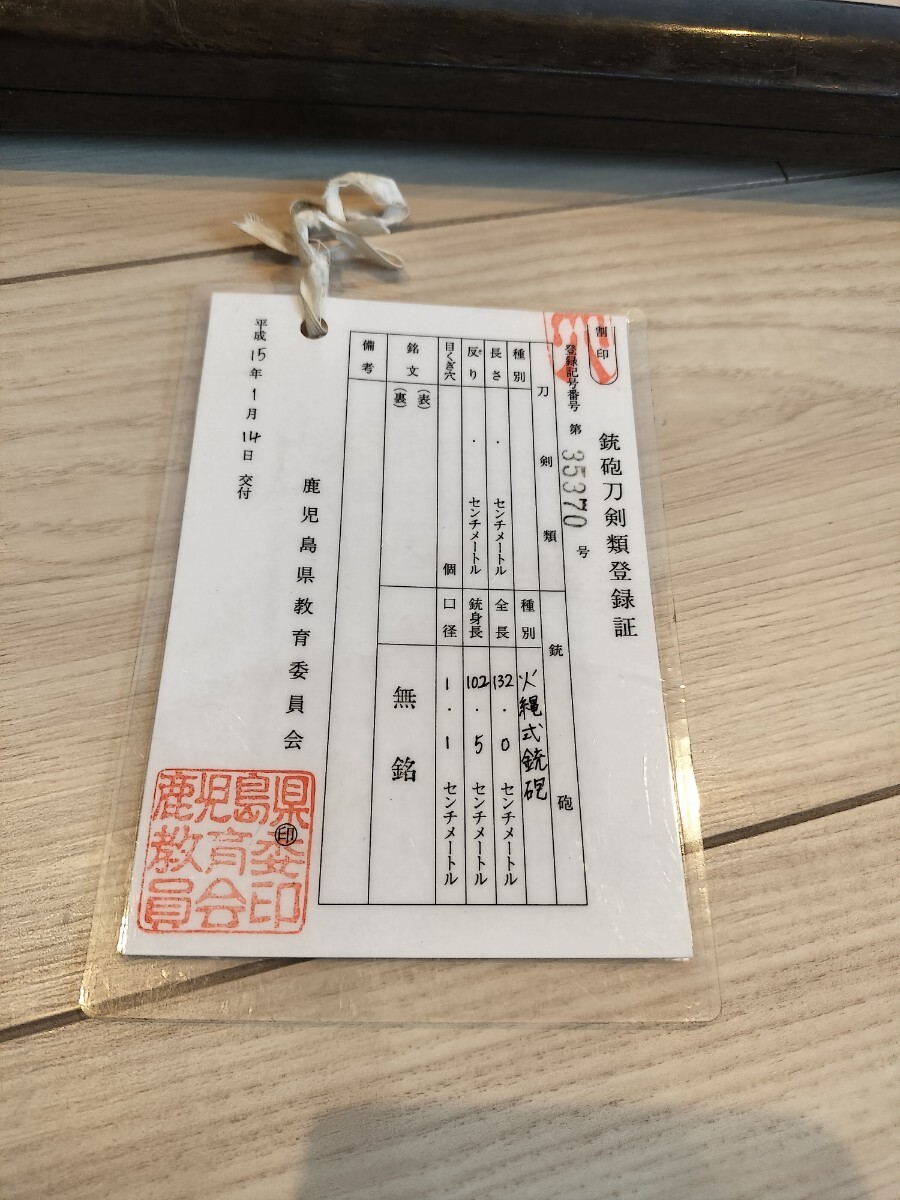 銃砲刀剣類登録証
割印
登録記号番号 第 35370 号
刀剣類
種別
長さ ・ センチメートル
反り ・ センチメートル
目くぎ穴 個
銘文 (表)
(裏)
備考
銃砲
種別 火縄式銃砲
全長 132・0 センチメートル
銃身長 102・5 センチメートル
口径 1・1 センチメートル
無銘
鹿児島県教育委員会
印
平成15年1月14日 交付
鹿児島県
教育委
員会印